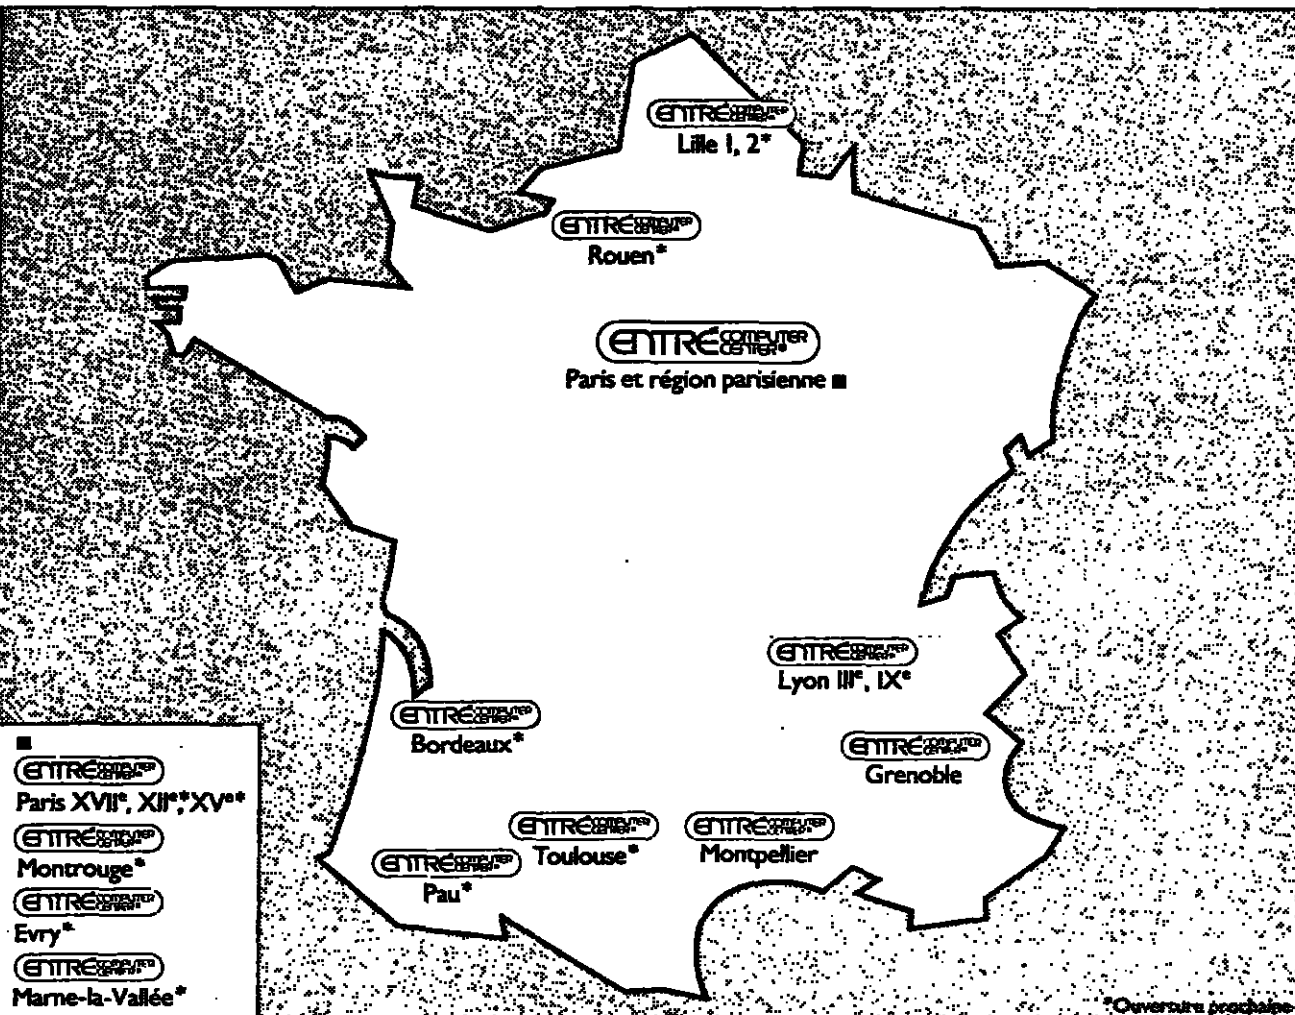 ENTRÉ COMPUTER CENTER®
Lille 1, 2*
ENTRÉ COMPUTER CENTER®
Rouen*
ENTRÉ COMPUTER CENTER®
Paris et région parisienne ■
ENTRÉ COMPUTER CENTER®
Lyon IIIᵉ, IXᵉ
ENTRÉ COMPUTER CENTER®
Bordeaux*
ENTRÉ COMPUTER CENTER®
Grenoble
ENTRÉ COMPUTER CENTER®
Toulouse*
ENTRÉ COMPUTER CENTER®
Montpellier
ENTRÉ COMPUTER CENTER®
Pau*
■
ENTRÉ COMPUTER CENTER®
Paris XVIIᵉ, XIIᵉ*, XVᵉ*
ENTRÉ COMPUTER CENTER®
Montrouge*
ENTRÉ COMPUTER CENTER®
Evry*
ENTRÉ COMPUTER CENTER®
Marne-la-Vallée*
*Ouverture prochaine